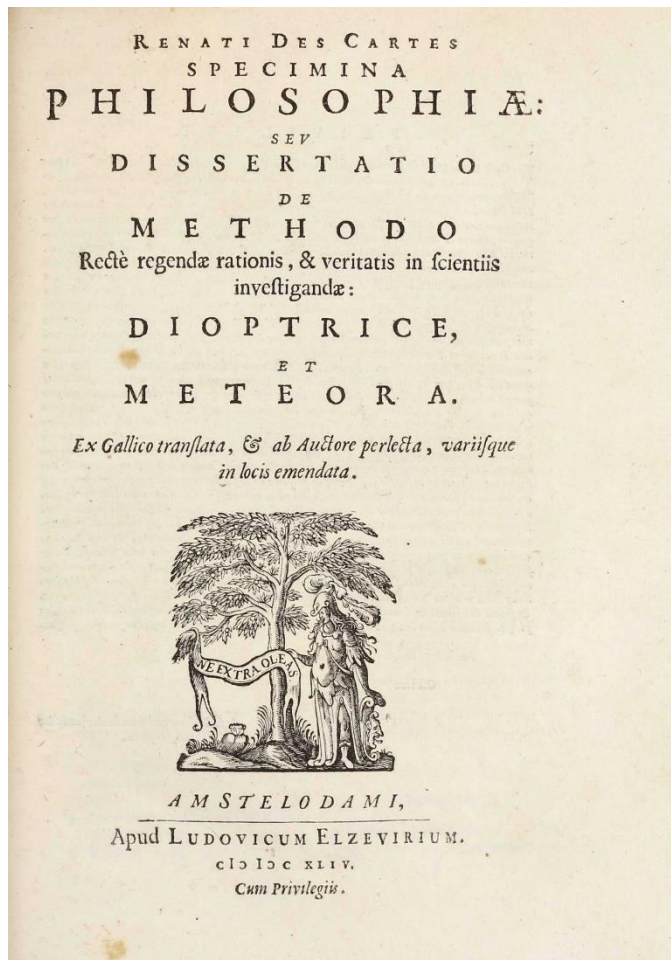 RENATI DES CARTES
SPECIMINA
PHILOSOPHIÆ:
SEV
DISSERTATIO
DE
METHODO
Rectè regendæ rationis, & veritatis in ſcientiis
inveſtigandæ:
DIOPTRICE,
ET
METEORA.
Ex Gallico tranſlata, & ab Auctore perlecta, variiſque
in locis emendata.
NE EXTRA OLEAS
AMSTELODAMI,
Apud LUDOVICUM ELZEVIRIUM.
cIↄ Iↄc XLIV.
Cum Privilegiis.